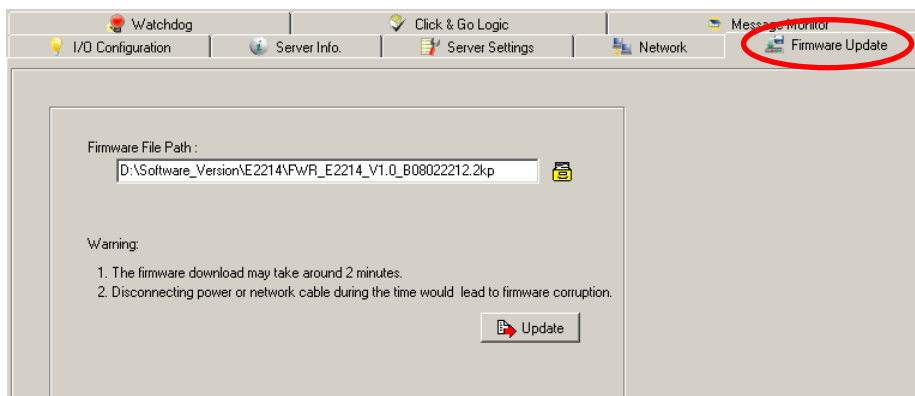 Watchdog Click & Go Logic Message Monitor
I/O Configuration Server Info. Server Settings Network Firmware Update
Firmware File Path :
D:\Software_Version\E2214\FWR_E2214_V1.0_B08022212.2kp
Warning:
1. The firmware download may take around 2 minutes.
2. Disconnecting power or network cable during the time would lead to firmware corruption.
Update